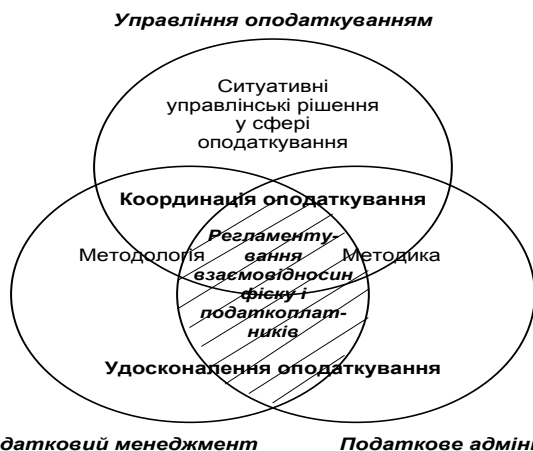 Управління оподаткуванням
Ситуативні
управлінські рішення
у сфері
оподаткування
Координація оподаткування
Регламенту-
Методологія вання Методика
взаємовідносин
фіску і
податкоплат-
ників
Удосконалення оподаткування
датковий менеджмент Податкове адміні